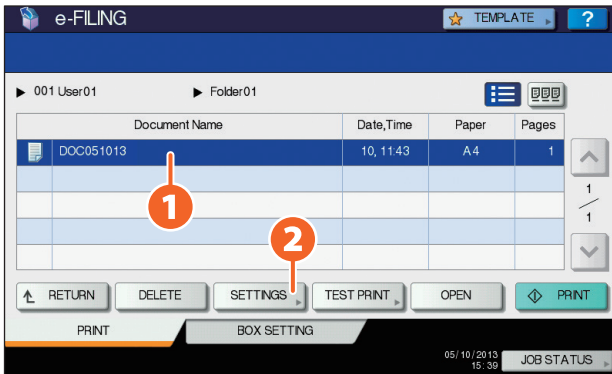 e-FILING
TEMPLATE
?
001 User01 Folder01
Document Name Date,Time Paper Pages
DOC051013 10, 11:43 A4 1
1
1
1
2
RETURN DELETE SETTINGS TEST PRINT OPEN PRINT
PRINT BOX SETTING
05/10/2013
15:39
JOB STATUS